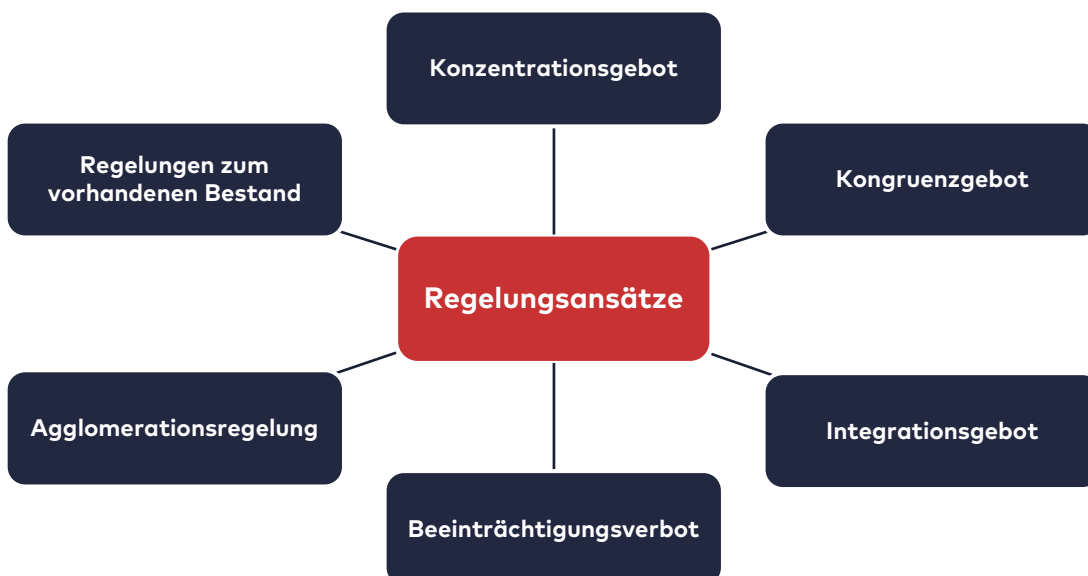 Konzentrationsgebot
Regelungen zum
vorhandenen Bestand
Kongruenzgebot
Regelungsansätze
Agglomerationsregelung
Integrationsgebot
Beeinträchtigungsverbot